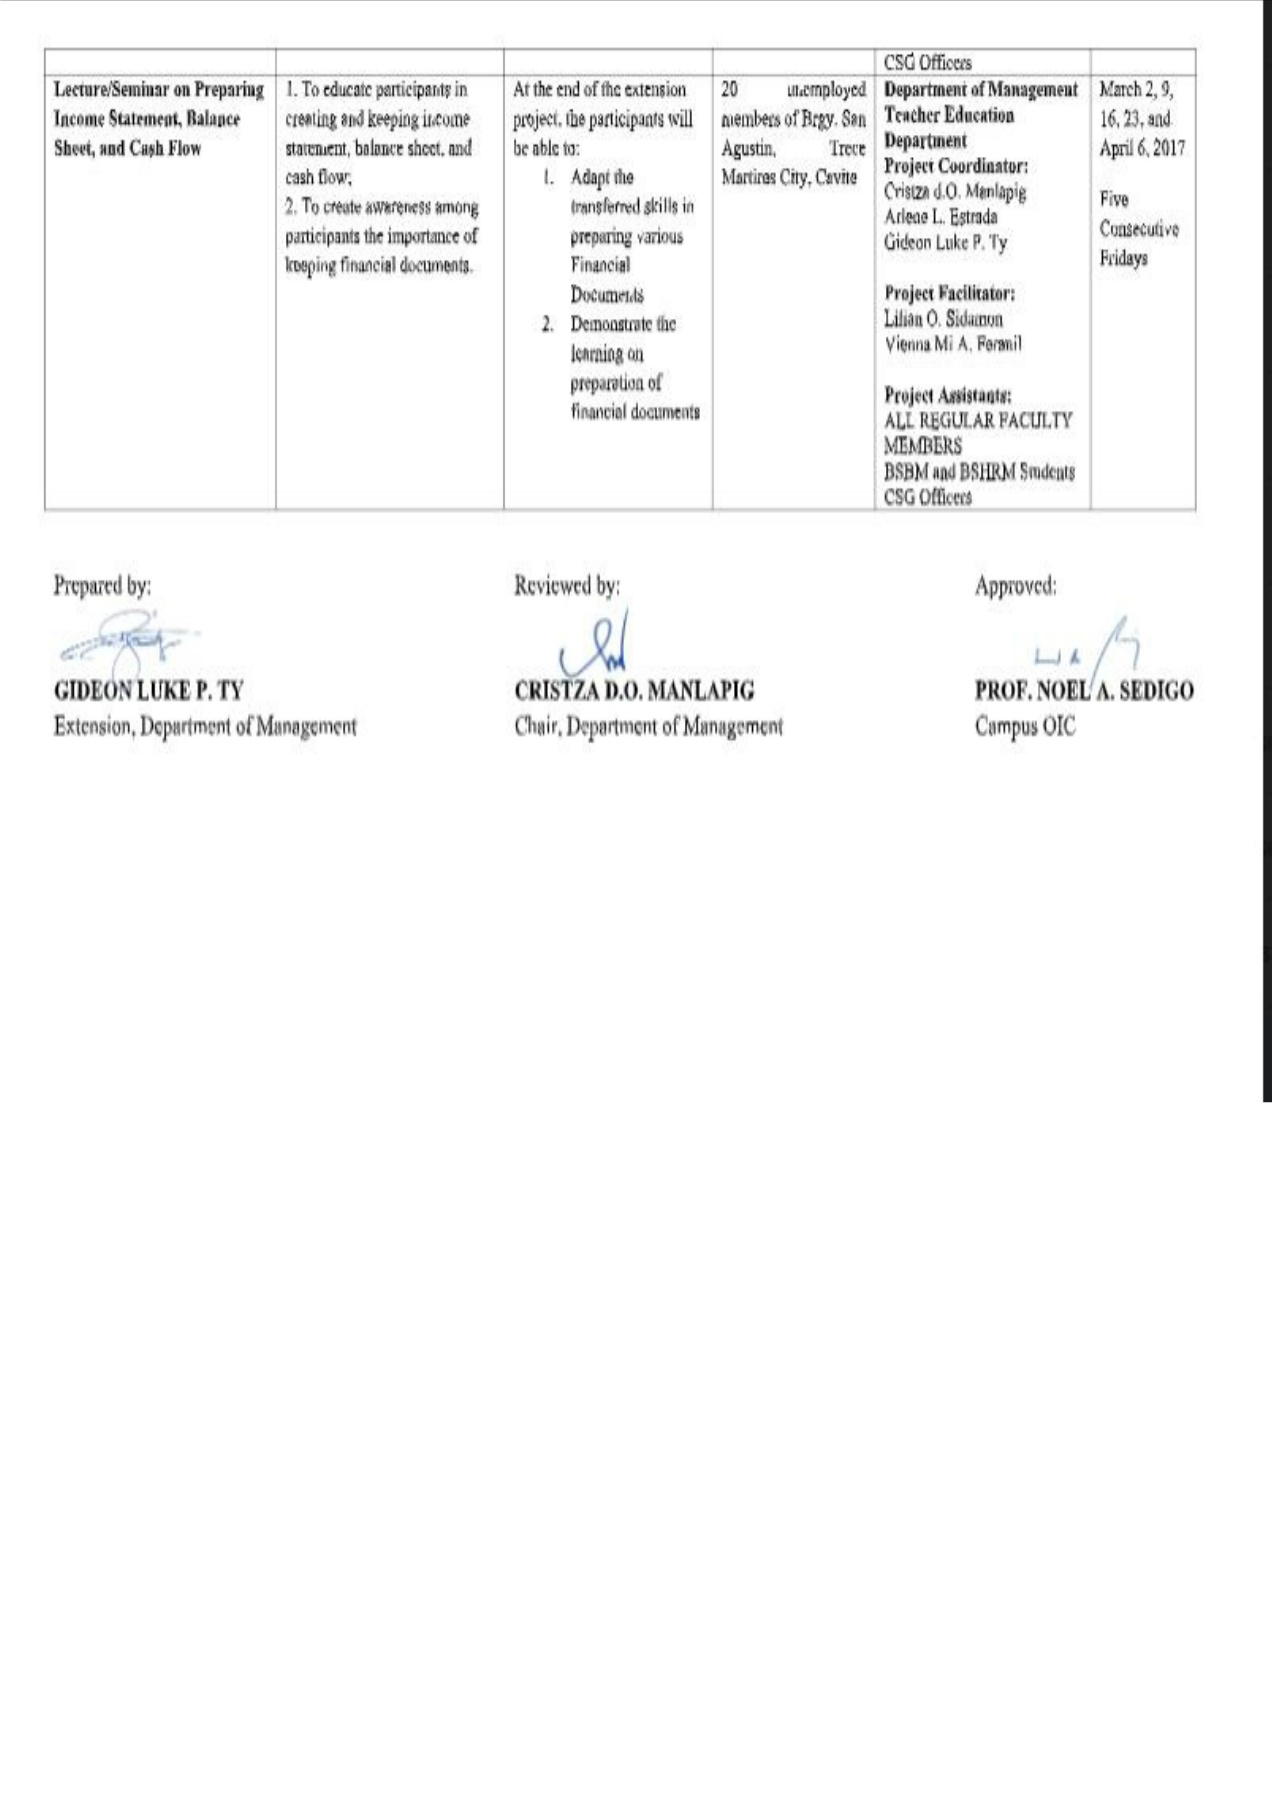 CSG Officers
Lecture/Seminar on Preparing
Income Statement, Balance
Sheet, and Cash Flow
1. To educate participants in
creating and keeping income
statement, balance sheet, and
cash flow;
2. To create awareness among
participants the importance of
keeping financial documents.
At the end of the extension
project, the participants will
be able to:
1. Adapt the
transferred skills in
preparing various
Financial
Documents
2. Demonstrate the
learning on
preparation of
financial documents
20 unemployed
members of Brgy. San
Agustin, Trece
Martires City, Cavite
Department of Management
Teacher Education
Department
Project Coordinator:
Cristza d.O. Manlapig
Arlene L. Estrada
Gideon Luke P. Ty
Project Facilitator:
Lilian O. Sidamon
Vienna Mi A. Feranil
Project Assistants:
ALL REGULAR FACULTY
MEMBERS
BSBM and BSHRM Students
CSG Officers
March 2, 9,
16, 23, and
April 6, 2017
Five
Consecutive
Fridays
Prepared by:
Reviewed by:
Approved:
GIDEON LUKE P. TY
CRISTZA D.O. MANLAPIG
PROF. NOEL A. SEDIGO
Extension, Department of Management
Chair, Department of Management
Campus OIC